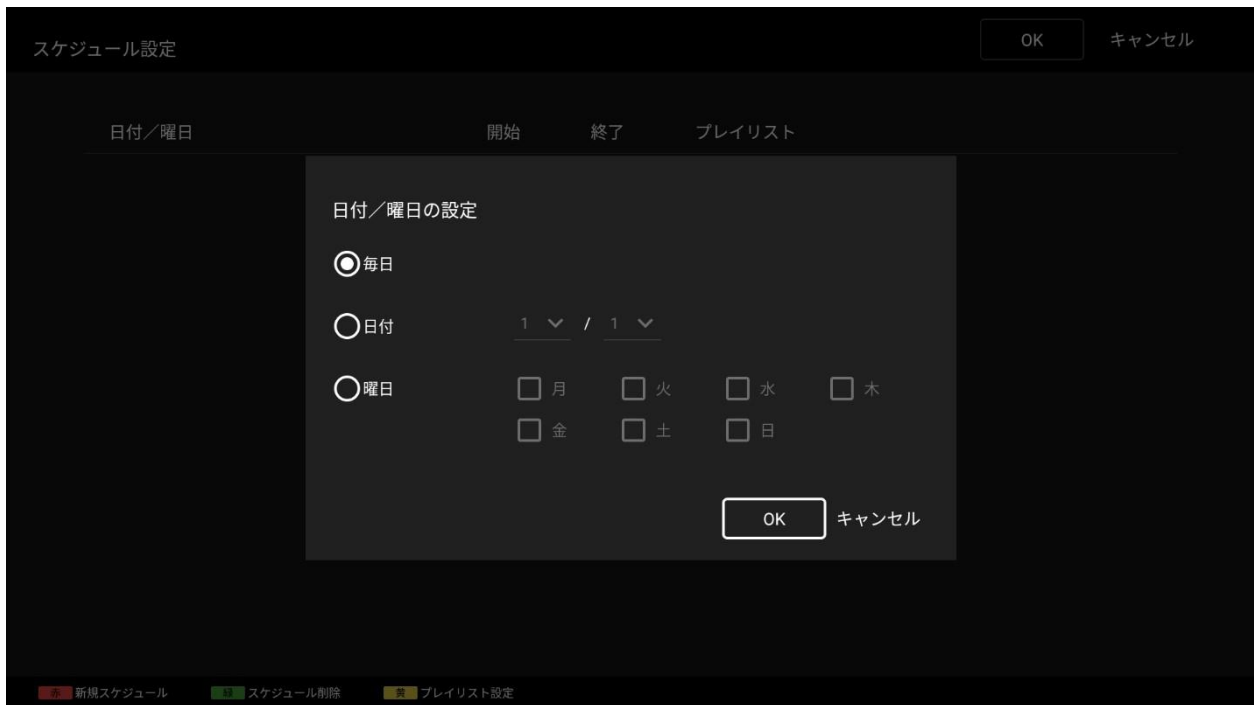 スケジュール設定 OK キャンセル
日付／曜日 開始 終了 プレイリスト
日付／曜日の設定
毎日
日付 1 / 1
曜日 月 火 水 木
金 土 日
OK キャンセル
赤 新規スケジュール 緑 スケジュール削除 黄 プレイリスト設定